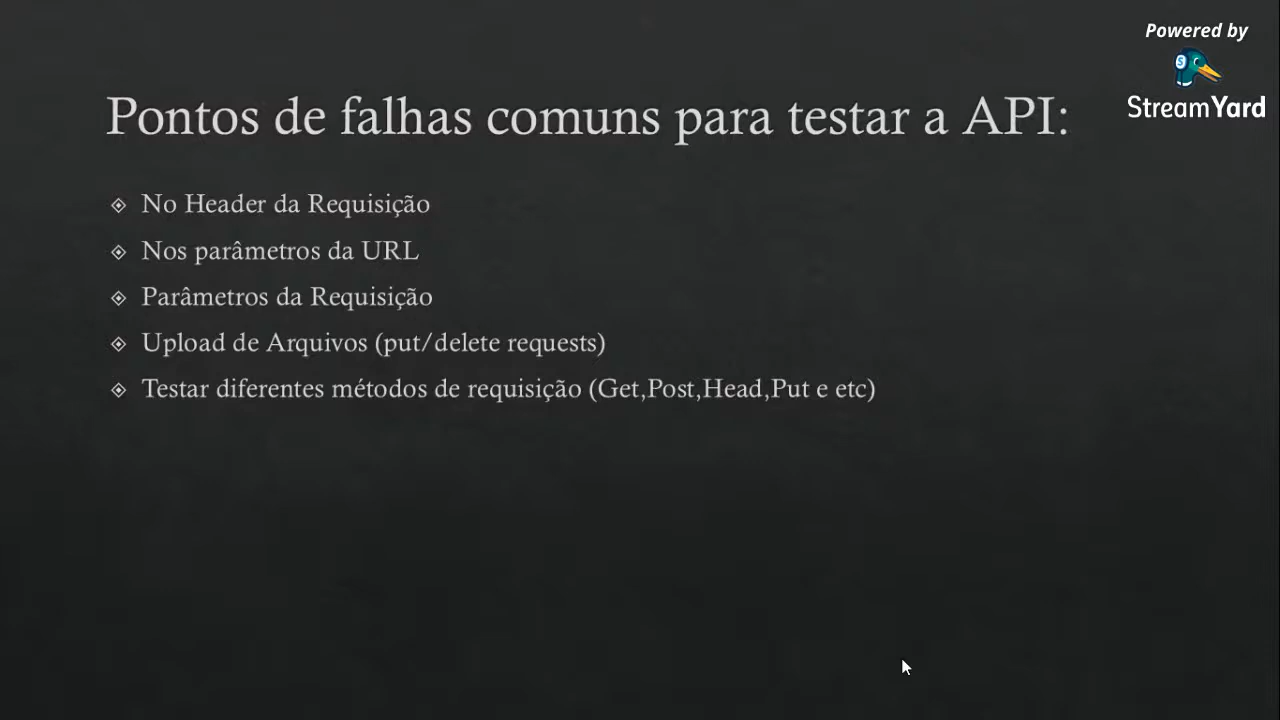 Powered by
StreamYard
Pontos de falhas comuns para testar a API:
No Header da Requisição
Nos parâmetros da URL
Parâmetros da Requisição
Upload de Arquivos (put/delete requests)
Testar diferentes métodos de requisição (Get,Post,Head,Put e etc)